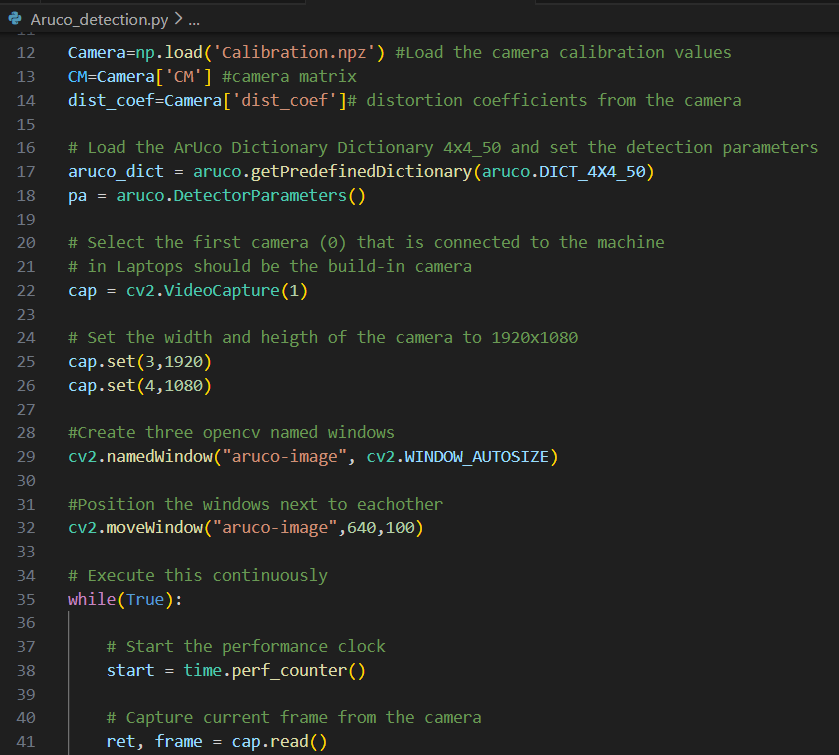 Aruco_detection.py > ...
11
12 Camera=np.load('Calibration.npz') #Load the camera calibration values
13 CM=Camera['CM'] #camera matrix
14 dist_coef=Camera['dist_coef']# distortion coefficients from the camera
15
16 # Load the ArUco Dictionary Dictionary 4x4_50 and set the detection parameters
17 aruco_dict = aruco.getPredefinedDictionary(aruco.DICT_4X4_50)
18 pa = aruco.DetectorParameters()
19
20 # Select the first camera (0) that is connected to the machine
21 # in Laptops should be the build-in camera
22 cap = cv2.VideoCapture(1)
23
24 # Set the width and heigth of the camera to 1920x1080
25 cap.set(3,1920)
26 cap.set(4,1080)
27
28 #Create three opencv named windows
29 cv2.namedWindow("aruco-image", cv2.WINDOW_AUTOSIZE)
30
31 #Position the windows next to eachother
32 cv2.moveWindow("aruco-image",640,100)
33
34 # Execute this continuously
35 while(True):
36
37     # Start the performance clock
38     start = time.perf_counter()
39
40     # Capture current frame from the camera
41     ret, frame = cap.read()